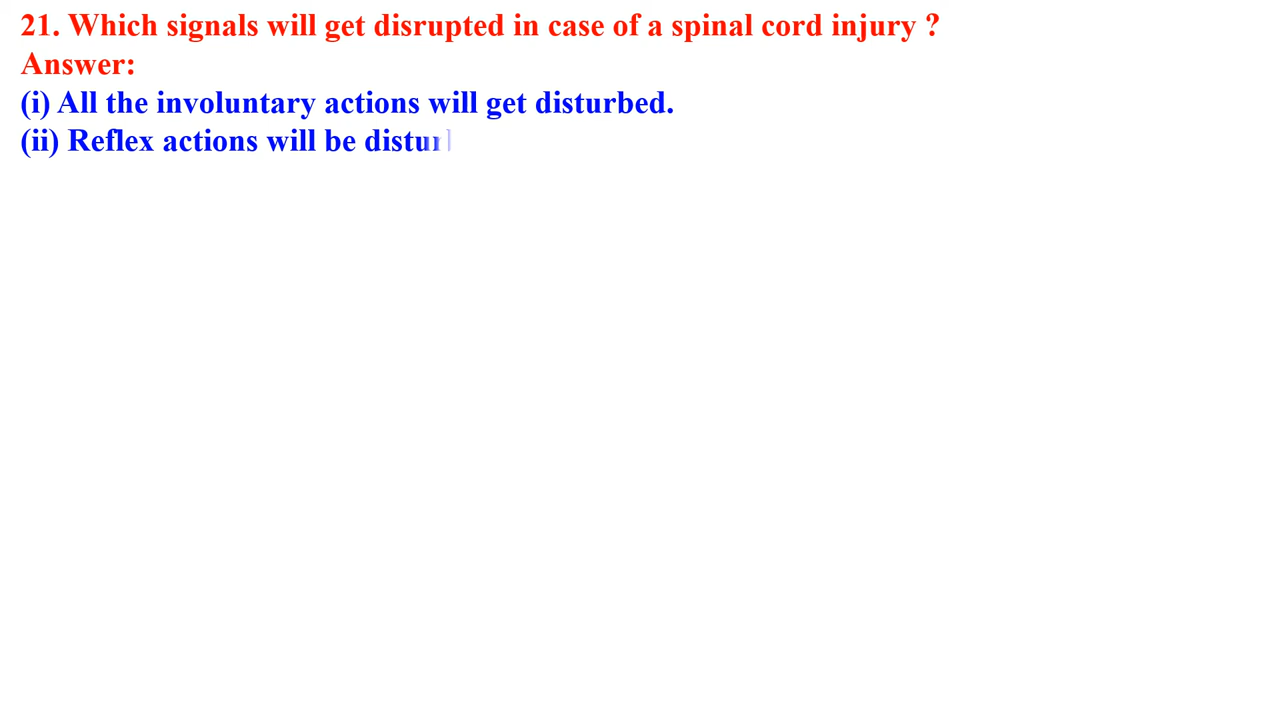 21. Which signals will get disrupted in case of a spinal cord injury ?
Answer:
(i) All the involuntary actions will get disturbed.
(ii) Reflex actions will be